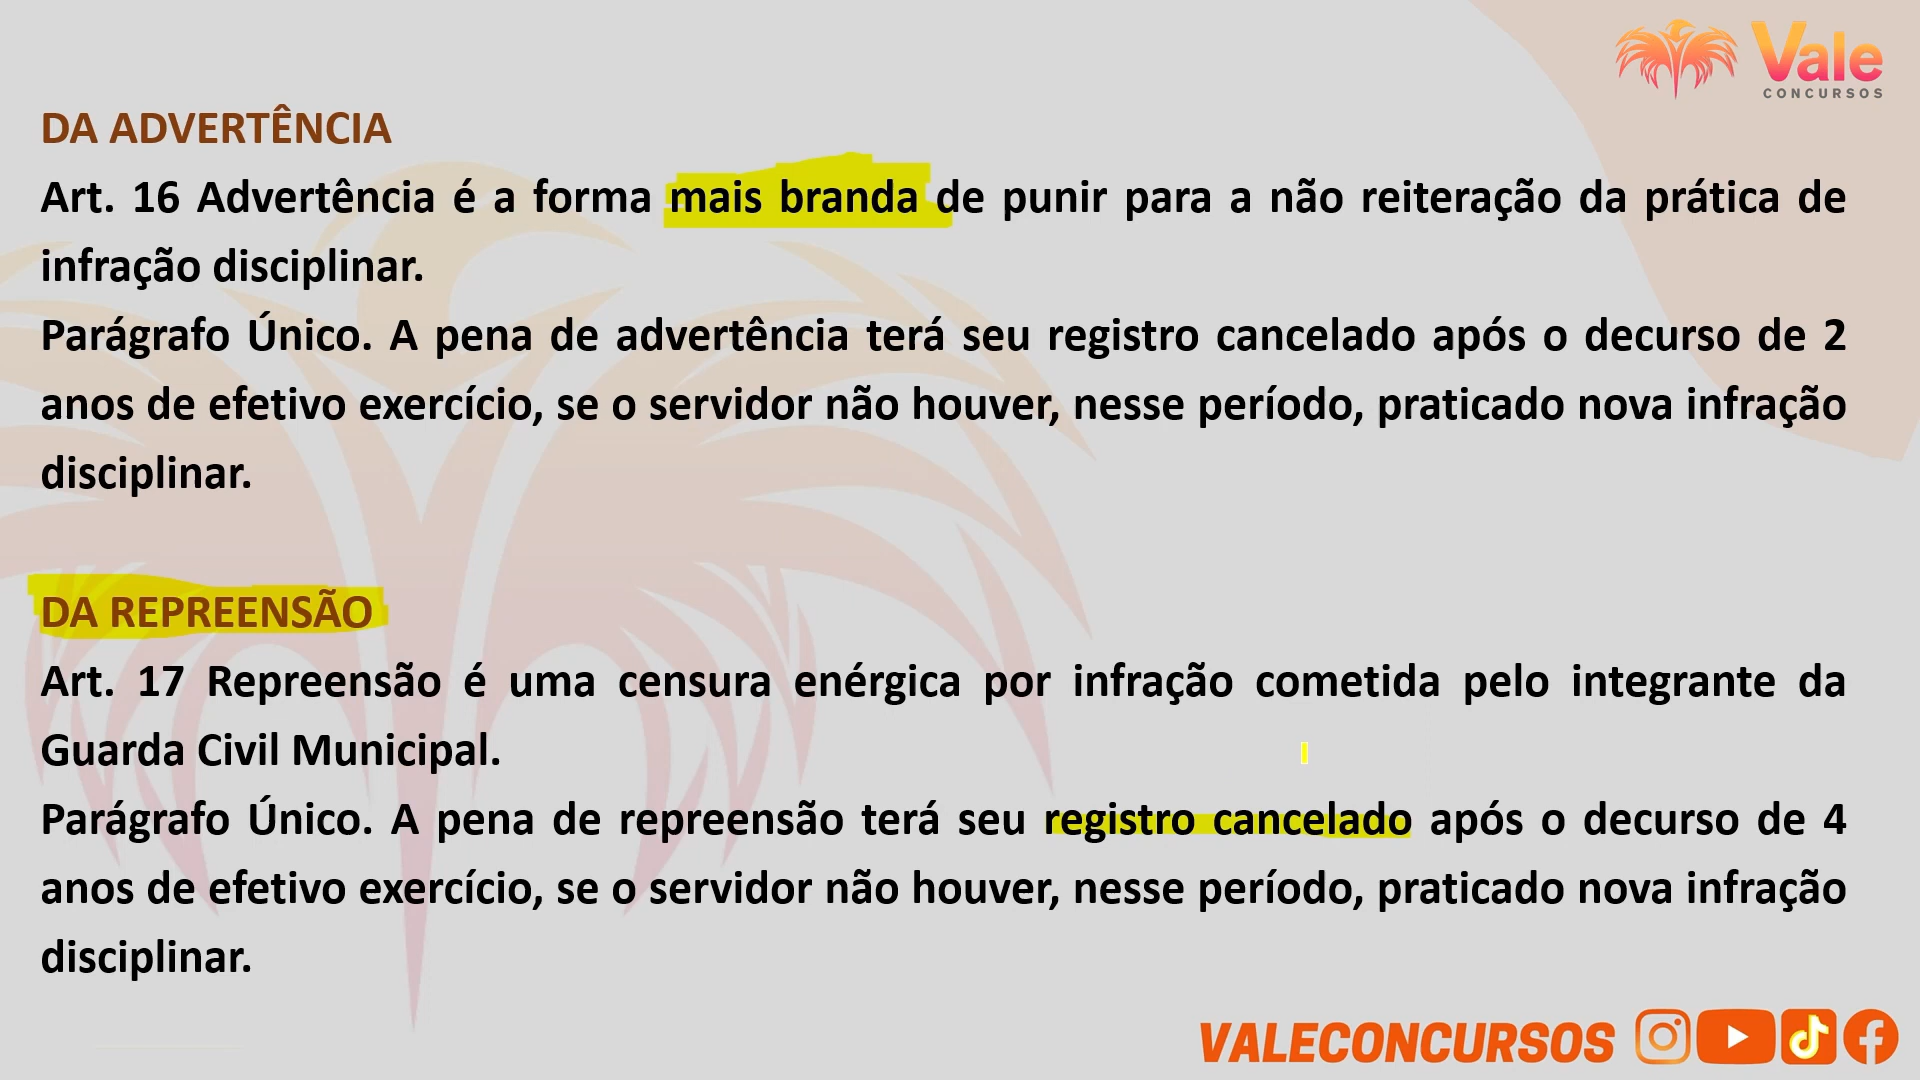 Vale
CONCURSOS
DA ADVERTÊNCIA
Art. 16 Advertência é a forma mais branda de punir para a não reiteração da prática de
infração disciplinar.
Parágrafo Único. A pena de advertência terá seu registro cancelado após o decurso de 2
anos de efetivo exercício, se o servidor não houver, nesse período, praticado nova infração
disciplinar.
DA REPREENSÃO
Art. 17 Repreensão é uma censura enérgica por infração cometida pelo integrante da
Guarda Civil Municipal.
Parágrafo Único. A pena de repreensão terá seu registro cancelado após o decurso de 4
anos de efetivo exercício, se o servidor não houver, nesse período, praticado nova infração
disciplinar.
VALECONCURSOS